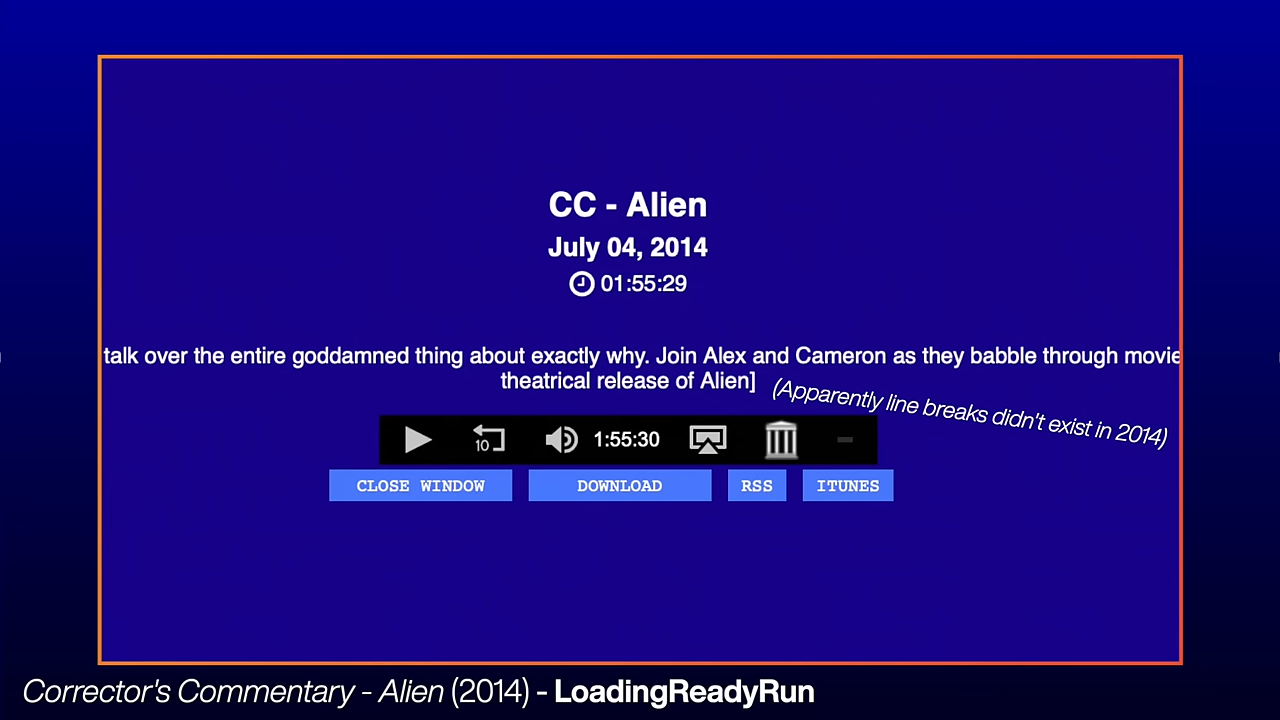 CC - Alien
July 04, 2014
01:55:29
talk over the entire goddamned thing about exactly why. Join Alex and Cameron as they babble through movie
theatrical release of Alien]
(Apparently line breaks didn't exist in 2014)
10
1:55:30
CLOSE WINDOW DOWNLOAD RSS ITUNES
Corrector's Commentary - Alien (2014) - LoadingReadyRun